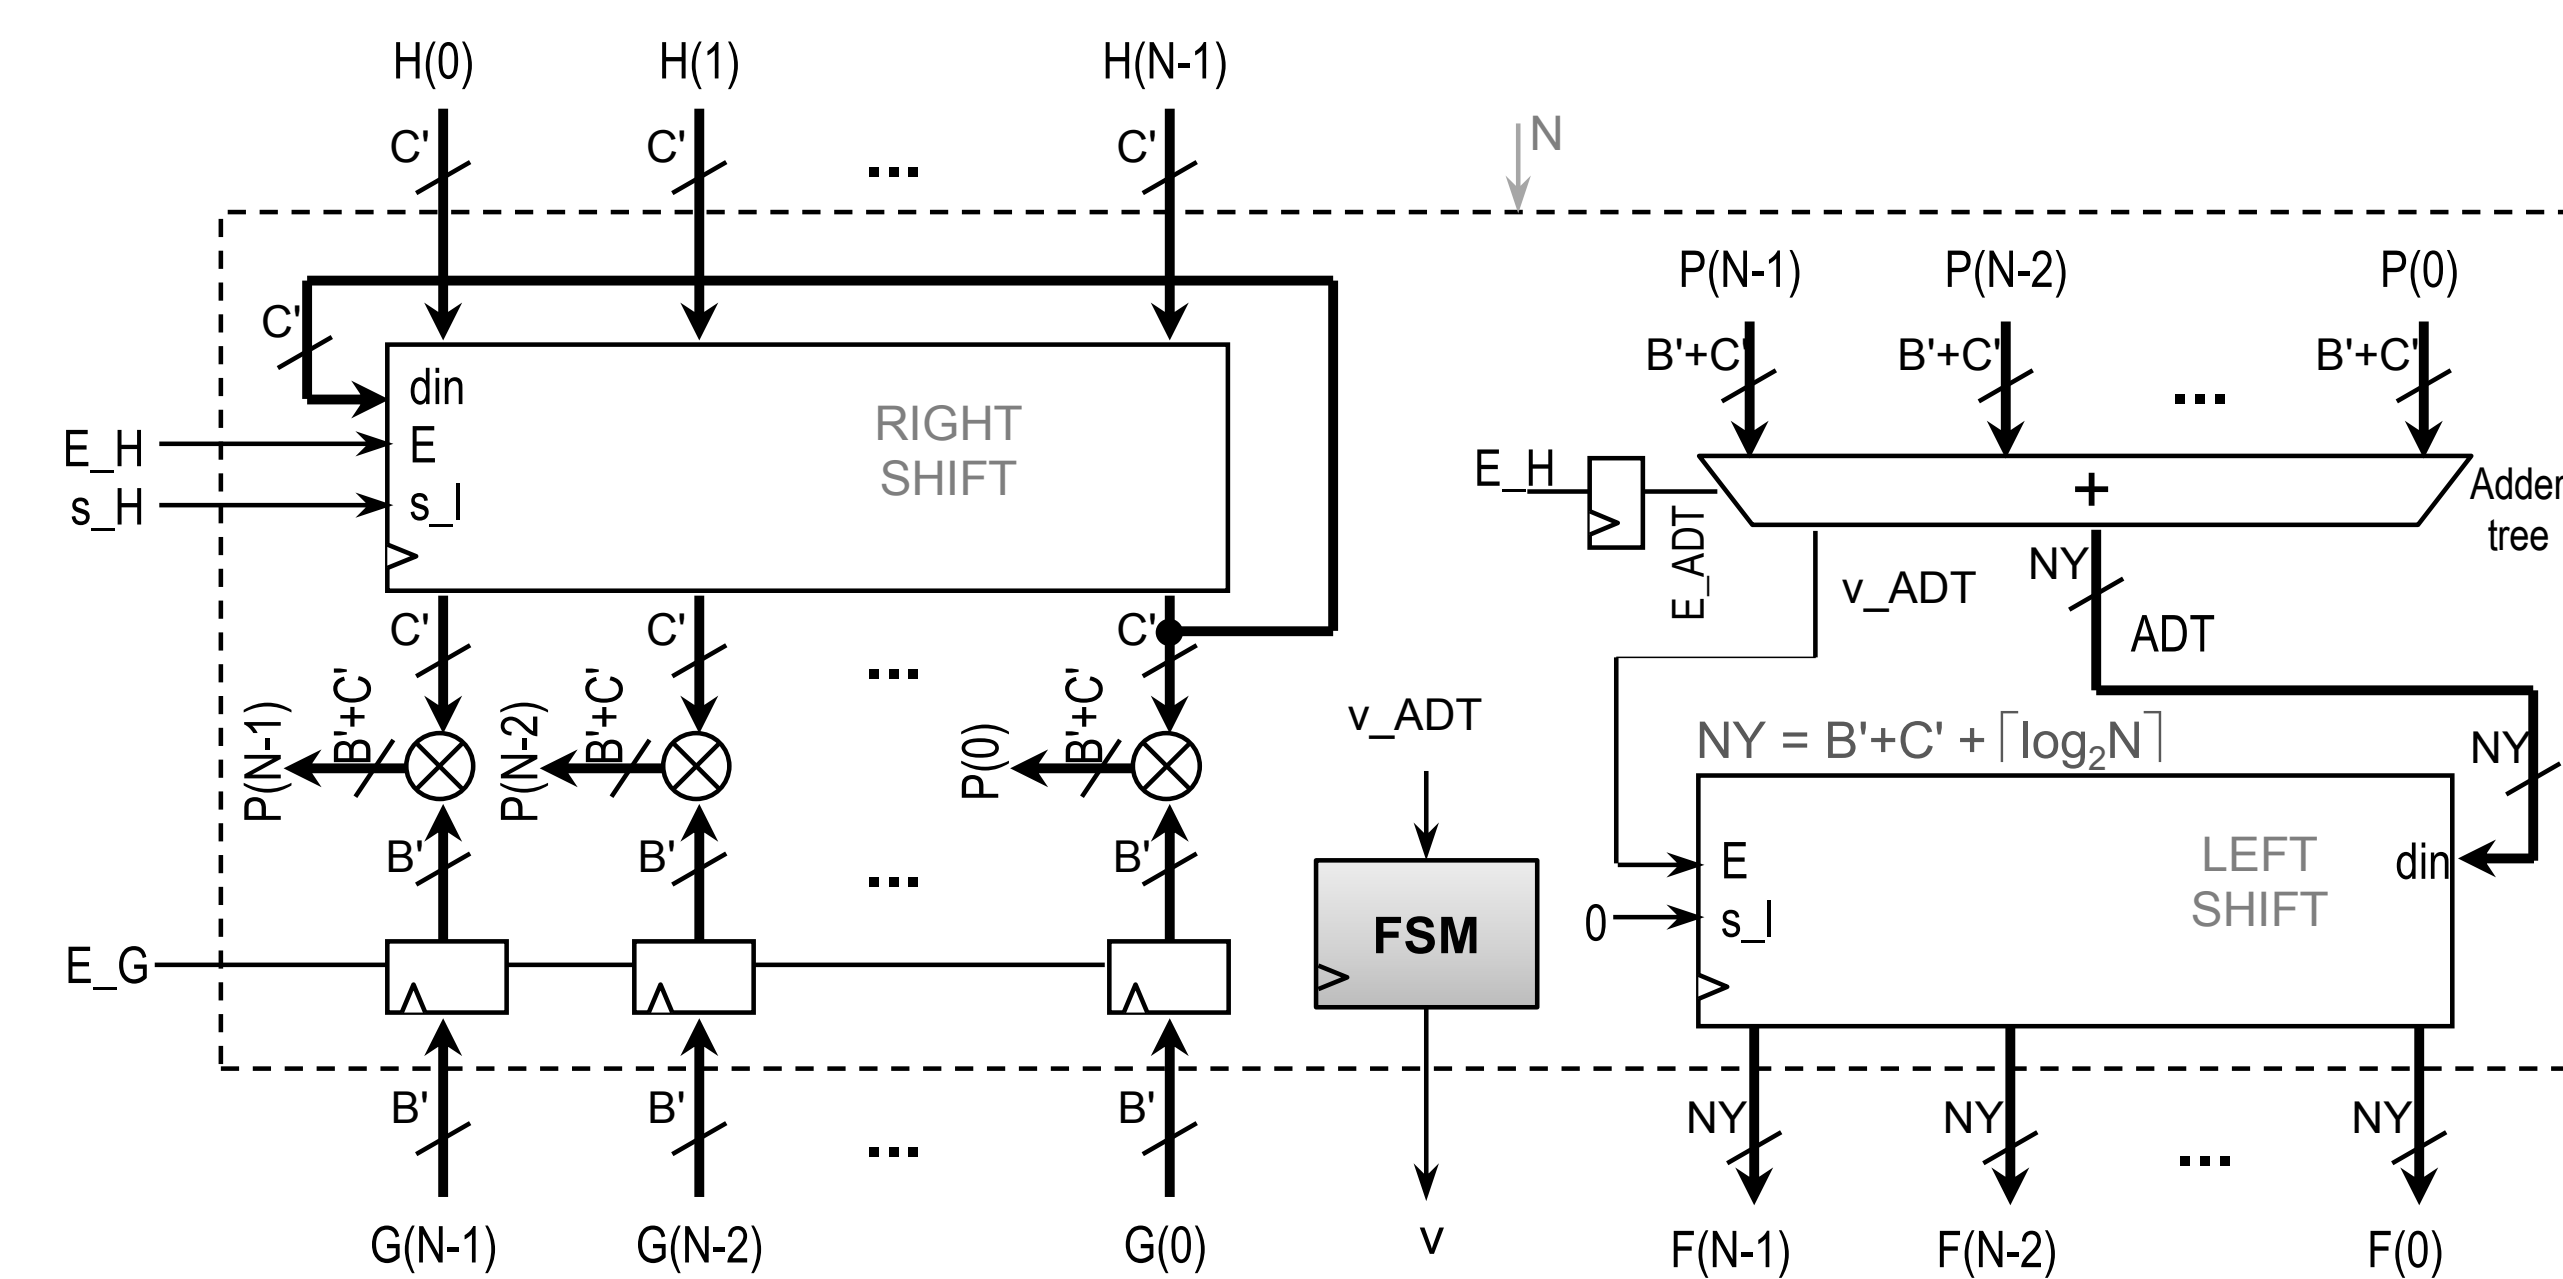 H(0)
H(1)
H(N-1)
C'
C'
...
C'
N
P(N-1)
P(N-2)
P(0)
C'
B'+C'
B'+C'
...
B'+C'
din
E_H
E
s_H
s_l
RIGHT
SHIFT
E_H
E_ADT
+
Adder
tree
v_ADT
NY
ADT
C'
C'
...
C'
P(N-1)
B'+C'
P(N-2)
B'+C'
P(0)
B'+C'
v_ADT
NY = B'+C' + ⌈log₂N⌉
NY
B'
B'
...
B'
FSM
E
0
s_l
LEFT
SHIFT
din
E_G
B'
B'
...
B'
NY
NY
...
NY
G(N-1)
G(N-2)
G(0)
v
F(N-1)
F(N-2)
F(0)